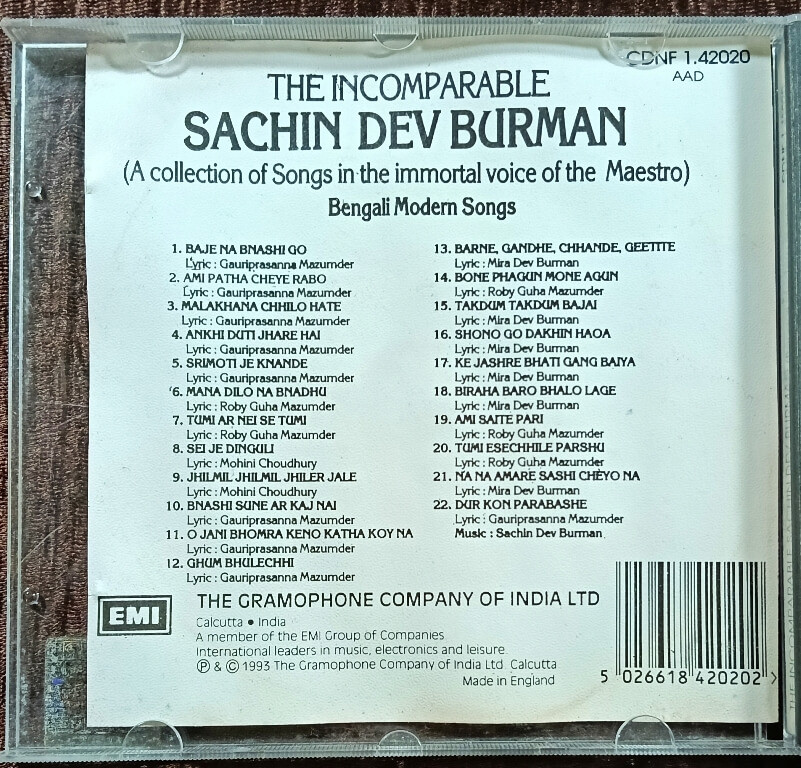 CDNF 1.42020
AAD
THE INCOMPARABLE
SACHIN DEV BURMAN
(A collection of Songs in the immortal voice of the Maestro)
Bengali Modern Songs
1. BAJE NA BNASHI GO
Lyric : Gauriprasanna Mazumder
2. AMI PATHA CHEYE RABO
Lyric : Gauriprasanna Mazumder
3. MALAKHANA CHHILO HATE
Lyric : Gauriprasanna Mazumder
4. ANKHI DUTI JHARE HAI
Lyric : Gauriprasanna Mazumder
5. SRIMOTI JE KNANDE
Lyric : Gauriprasanna Mazumder
6. MANA DILO NA BNADHU
Lyric : Roby Guha Mazumder
7. TUMI AR NEI SE TUMI
Lyric : Roby Guha Mazumder
8. SEI JE DINGULI
Lyric : Mohini Choudhury
9. JHILMIL JHILMIL JHILER JALE
Lyric : Mohini Choudhury
10. BNASHI SUNE AR KAJ NAI
Lyric : Gauriprasanna Mazumder
11. O JANI BHOMRA KENO KATHA KOY NA
Lyric : Gauriprasanna Mazumder
12. GHUM BHULECHHI
Lyric : Gauriprasanna Mazumder
13. BARNE, GANDHE, CHHANDE, GEETITE
Lyric : Mira Dev Burman
14. BONE PHAGUN MONE AGUN
Lyric : Roby Guha Mazumder
15. TAKDUM TAKDUM BAJAI
Lyric : Mira Dev Burman
16. SHONO GO DAKHIN HAOA
Lyric : Mira Dev Burman
17. KE JASHRE BHATI GANG BAIYA
Lyric : Mira Dev Burman
18. BIRAHA BARO BHALO LAGE
Lyric : Mira Dev Burman
19. AMI SAITE PARI
Lyric : Roby Guha Mazumder
20. TUMI ESECHHILE PARSHU
Lyric : Roby Guha Mazumder
21. NA NA AMARE SASHI CHEYO NA
Lyric : Mira Dev Burman
22. DUR KON PARABASHE
Lyric : Gauriprasanna Mazumder
Music : Sachin Dev Burman
EMI
THE GRAMOPHONE COMPANY OF INDIA LTD
Calcutta • India
A member of the EMI Group of Companies
International leaders in music, electronics and leisure
Ⓟ & © 1993 The Gramophone Company of India Ltd. Calcutta
Made in England
5 026618 420202 >